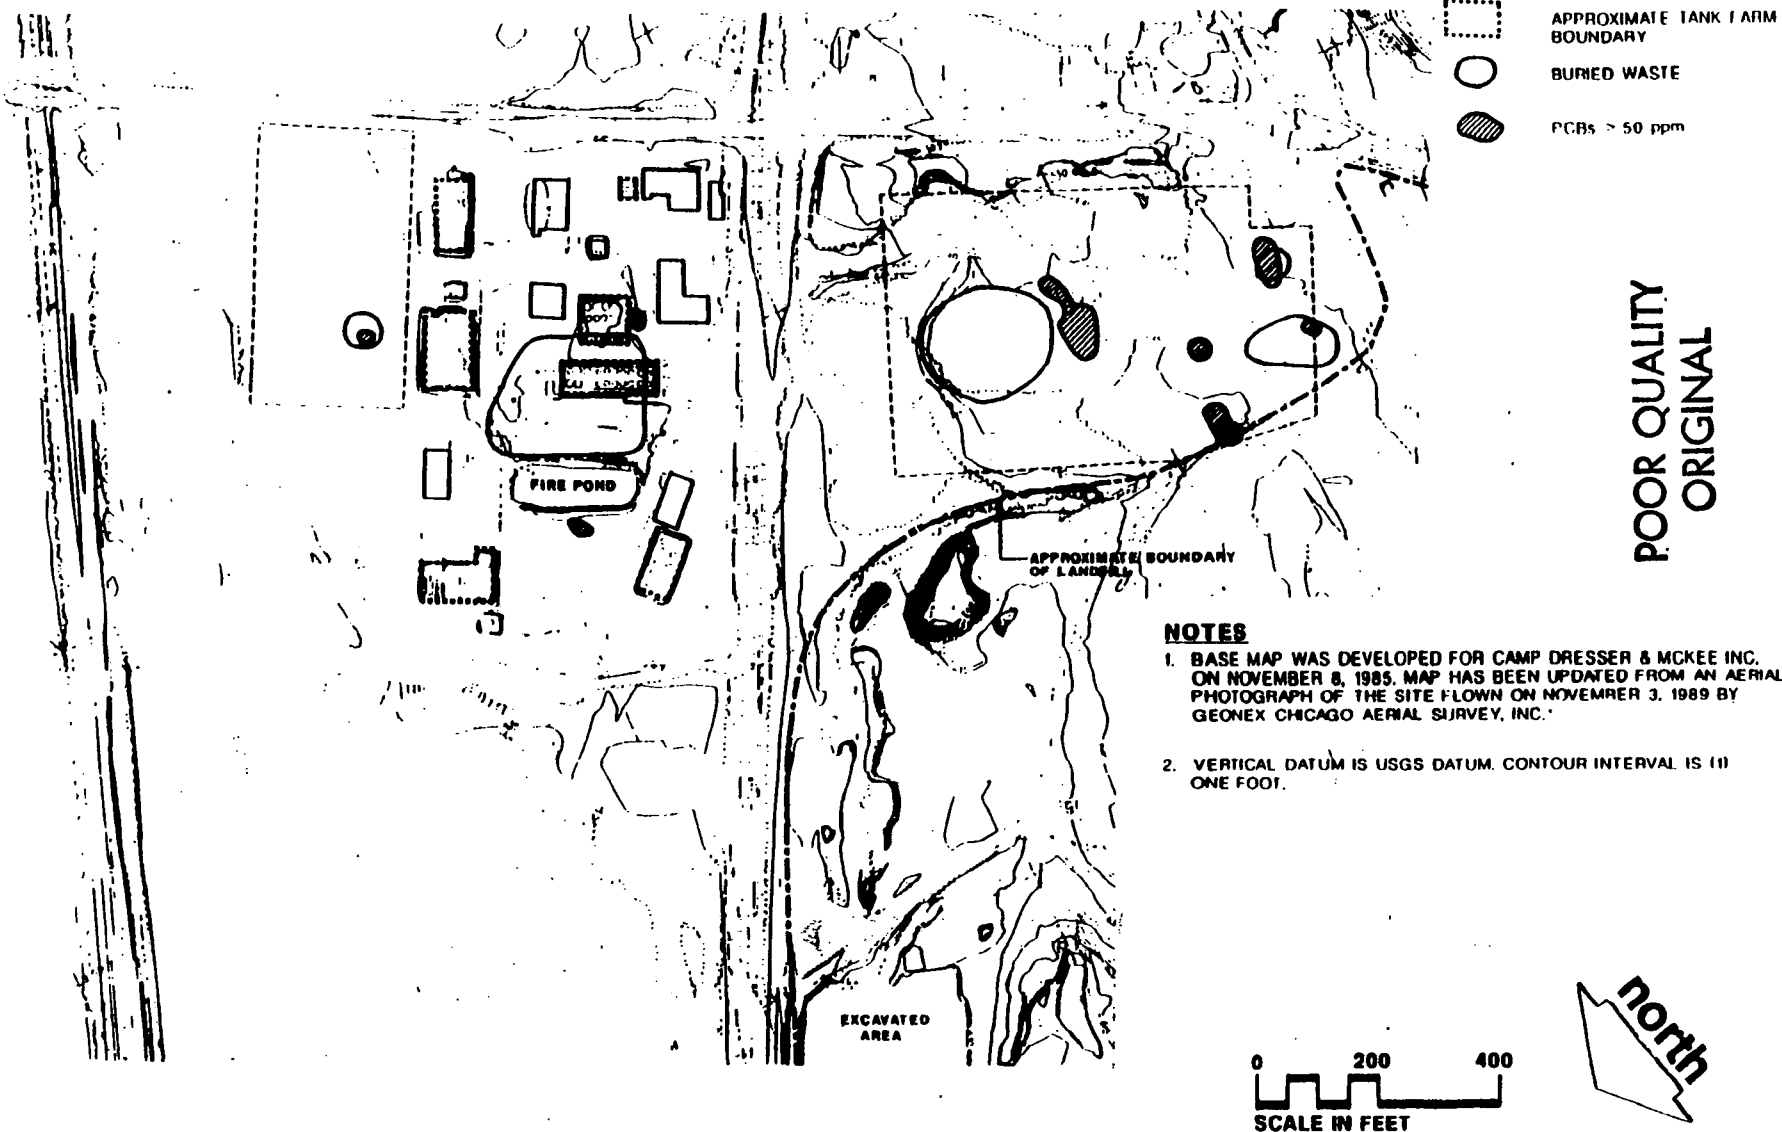 APPROXIMATE TANK FARM
BOUNDARY
BURIED WASTE
PCBs > 50 ppm
POOR QUALITY
ORIGINAL
FIRE POND
APPROXIMATE BOUNDARY
OF LANDFILL
NOTES
1. BASE MAP WAS DEVELOPED FOR CAMP DRESSER & MCKEE INC.
ON NOVEMBER 8, 1985. MAP HAS BEEN UPDATED FROM AN AERIAL
PHOTOGRAPH OF THE SITE FLOWN ON NOVEMBER 3, 1989 BY
GEONEX CHICAGO AERIAL SURVEY, INC.
2. VERTICAL DATUM IS USGS DATUM. CONTOUR INTERVAL IS (1)
ONE FOOT.
EXCAVATED
AREA
0 200 400
SCALE IN FEET
north